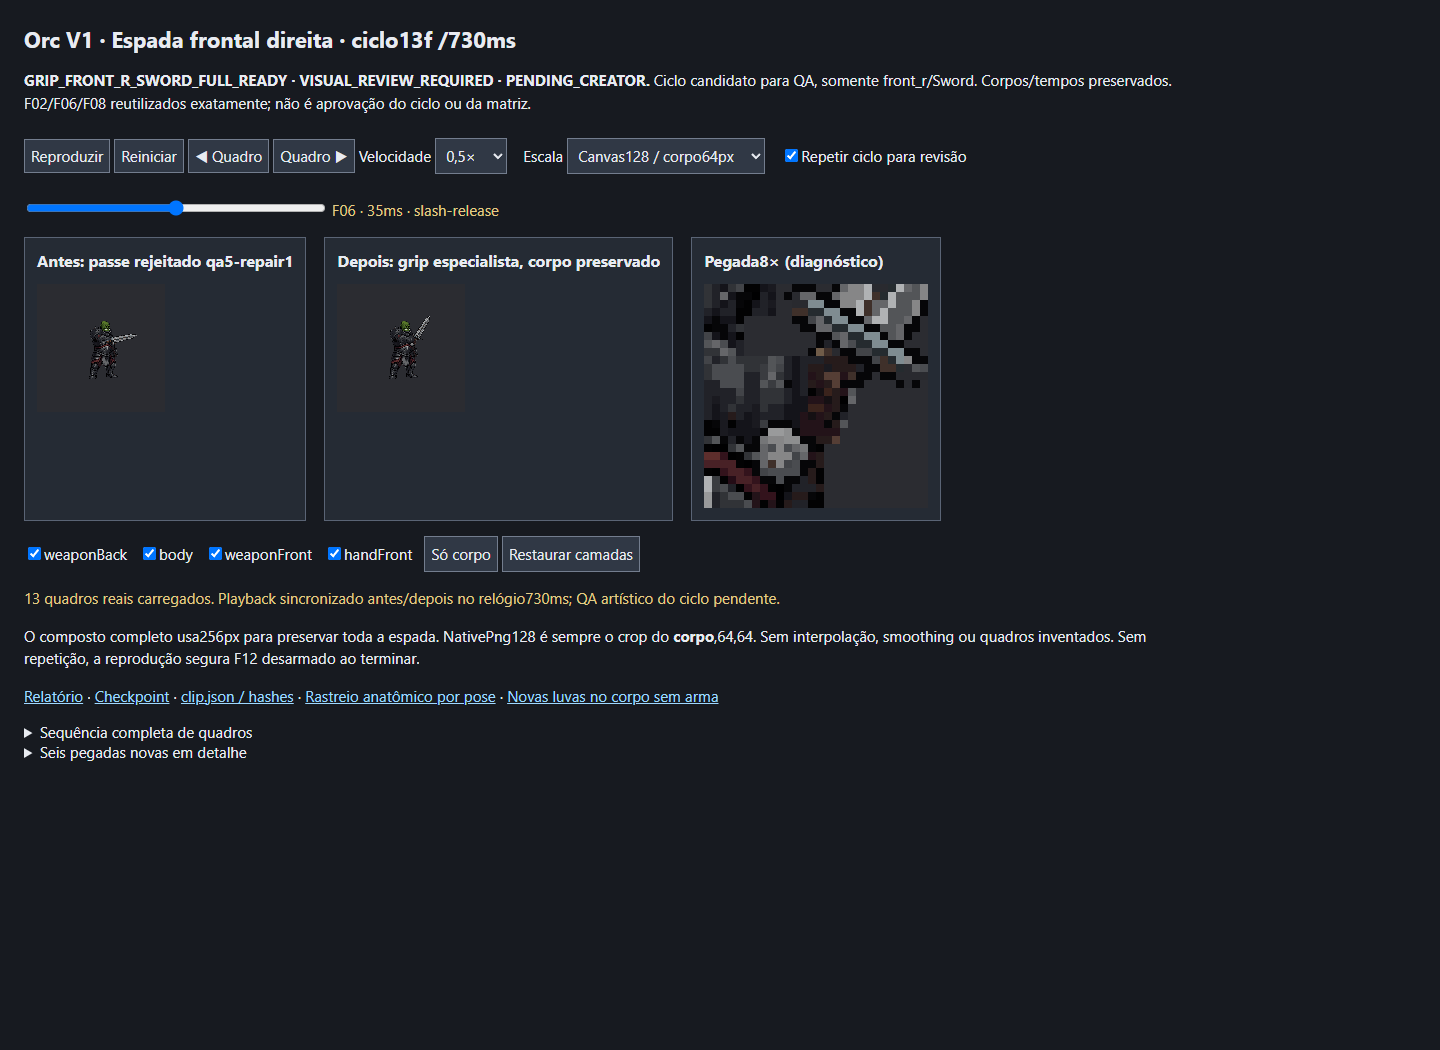 Orc V1 · Espada frontal direita · ciclo13f /730ms
GRIP_FRONT_R_SWORD_FULL_READY · VISUAL_REVIEW_REQUIRED · PENDING_CREATOR. Ciclo candidato para QA, somente front_r/Sword. Corpos/tempos preservados.
F02/F06/F08 reutilizados exatamente; não é aprovação do ciclo ou da matriz.
Reproduzir Reiniciar ◀ Quadro Quadro ▶ Velocidade 0,5× Escala Canvas128 / corpo64px Repetir ciclo para revisão
F06 · 35ms · slash-release
Antes: passe rejeitado qa5-repair1
Depois: grip especialista, corpo preservado
Pegada8× (diagnóstico)
weaponBack body weaponFront handFront Só corpo Restaurar camadas
13 quadros reais carregados. Playback sincronizado antes/depois no relógio730ms; QA artístico do ciclo pendente.
O composto completo usa256px para preservar toda a espada. NativePng128 é sempre o crop do corpo,64,64. Sem interpolação, smoothing ou quadros inventados. Sem
repetição, a reprodução segura F12 desarmado ao terminar.
Relatório · Checkpoint · clip.json / hashes · Rastreio anatômico por pose · Novas luvas no corpo sem arma
▶ Sequência completa de quadros
▶ Seis pegadas novas em detalhe